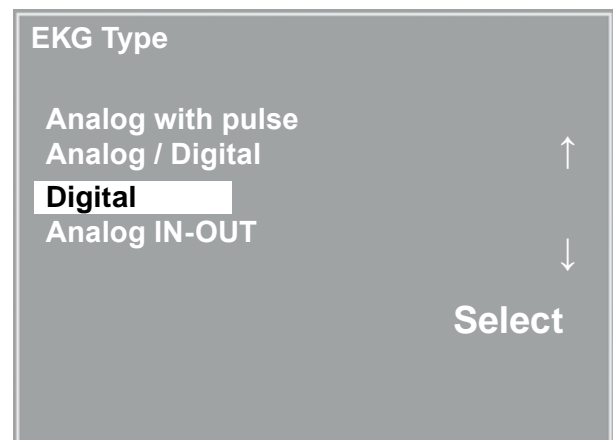 EKG Type
Analog with pulse
Analog / Digital
↑
Digital
Analog IN-OUT
↓
Select